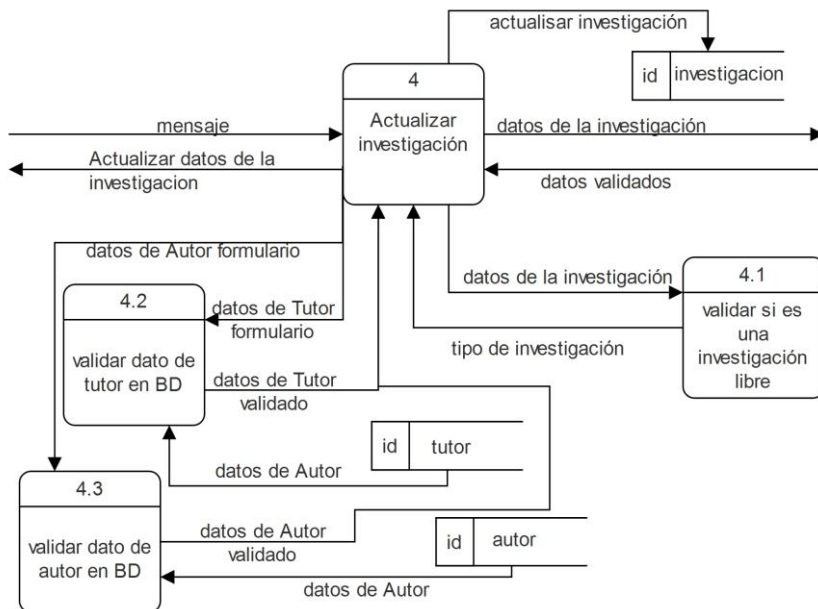 actualisar investigación
id
investigacion
4
Actualizar
investigación
mensaje
datos de la investigación
Actualizar datos de la
investigacion
datos validados
datos de Autor formulario
datos de la investigación
4.1
validar si es
una
investigación
libre
4.2
validar dato de
tutor en BD
datos de Tutor
formulario
tipo de investigación
datos de Tutor
validado
id
tutor
datos de Autor
4.3
validar dato de
autor en BD
datos de Autor
validado
id
autor
datos de Autor